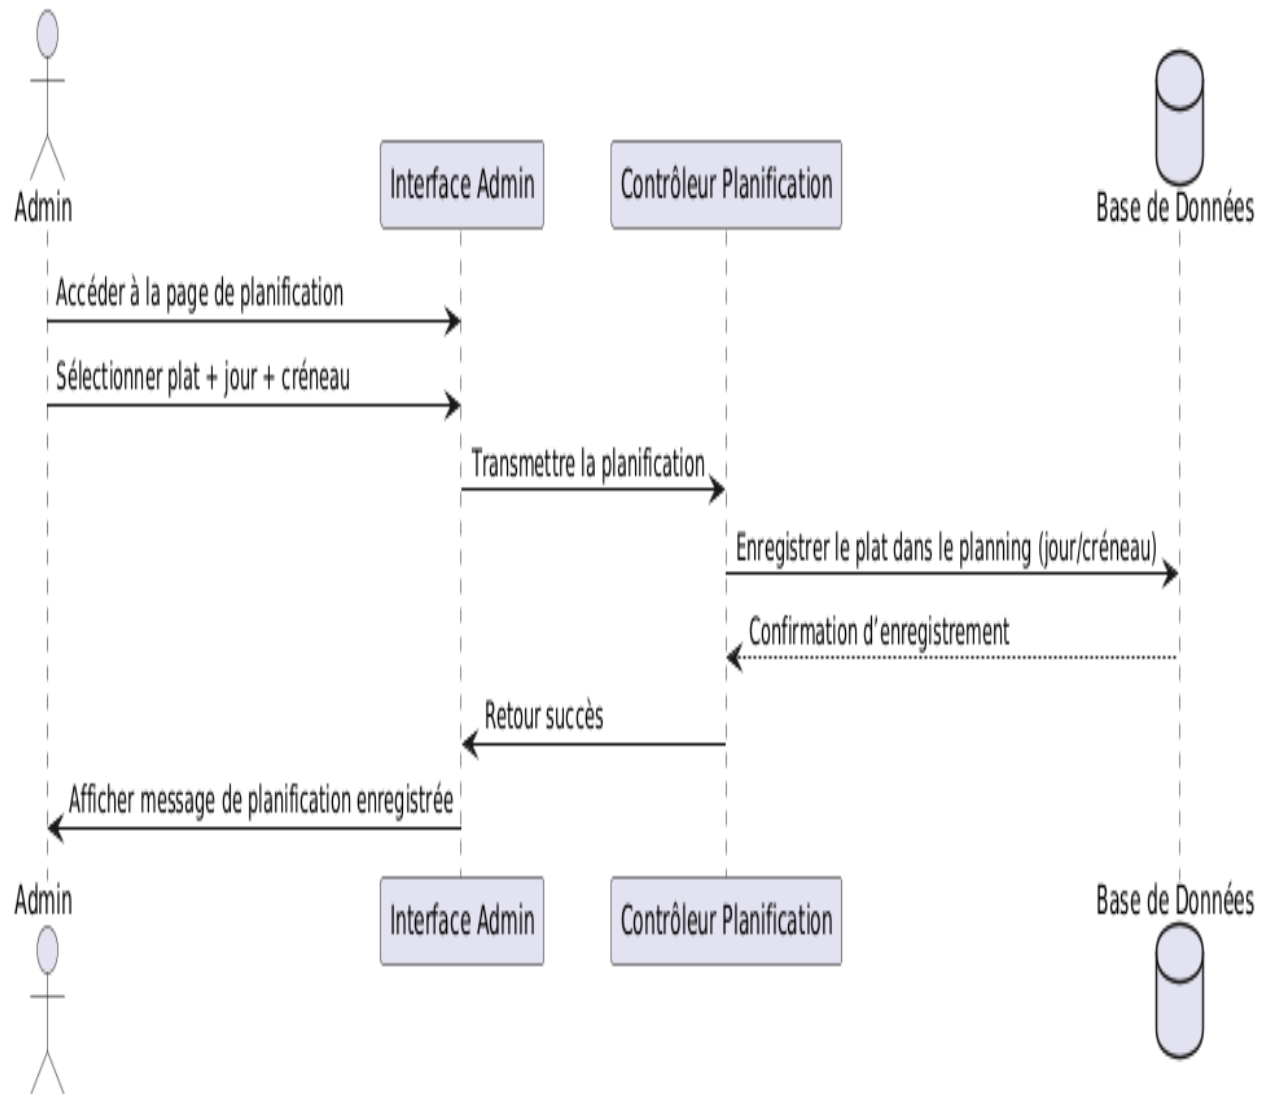 Admin
Interface Admin
Contrôleur Planification
Base de Données
Accéder à la page de planification
Sélectionner plat + jour + créneau
Transmettre la planification
Enregistrer le plat dans le planning (jour/créneau)
Confirmation d’enregistrement
Retour succès
Afficher message de planification enregistrée
Admin
Interface Admin
Contrôleur Planification
Base de Données